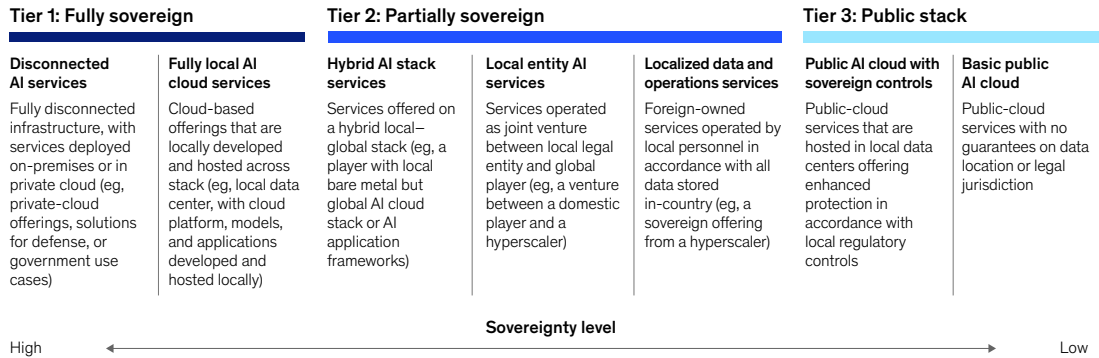 Tier 1: Fully sovereign
Disconnected
AI services
Fully disconnected
infrastructure, with
services deployed
on-premises or in
private cloud (eg,
private-cloud
offerings, solutions
for defense, or
government use
cases)
Fully local AI
cloud services
Cloud-based
offerings that are
locally developed
and hosted across
stack (eg, local data
center, with cloud
platform, models,
and applications
developed and
hosted locally)
Tier 2: Partially sovereign
Hybrid AI stack
services
Services offered on
a hybrid local–
global stack (eg, a
player with local
bare metal but
global AI cloud
stack or AI
application
frameworks)
Local entity AI
services
Services operated
as joint venture
between local legal
entity and global
player (eg, a venture
between a domestic
player and a
hyperscaler)
Localized data and
operations services
Foreign-owned
services operated by
local personnel in
accordance with all
data stored
in-country (eg, a
sovereign offering
from a hyperscaler)
Tier 3: Public stack
Public AI cloud with
sovereign controls
Public-cloud
services that are
hosted in local data
centers offering
enhanced
protection in
accordance with
local regulatory
controls
Basic public
AI cloud
Public-cloud
services with no
guarantees on data
location or legal
jurisdiction
Sovereignty level
High
Low